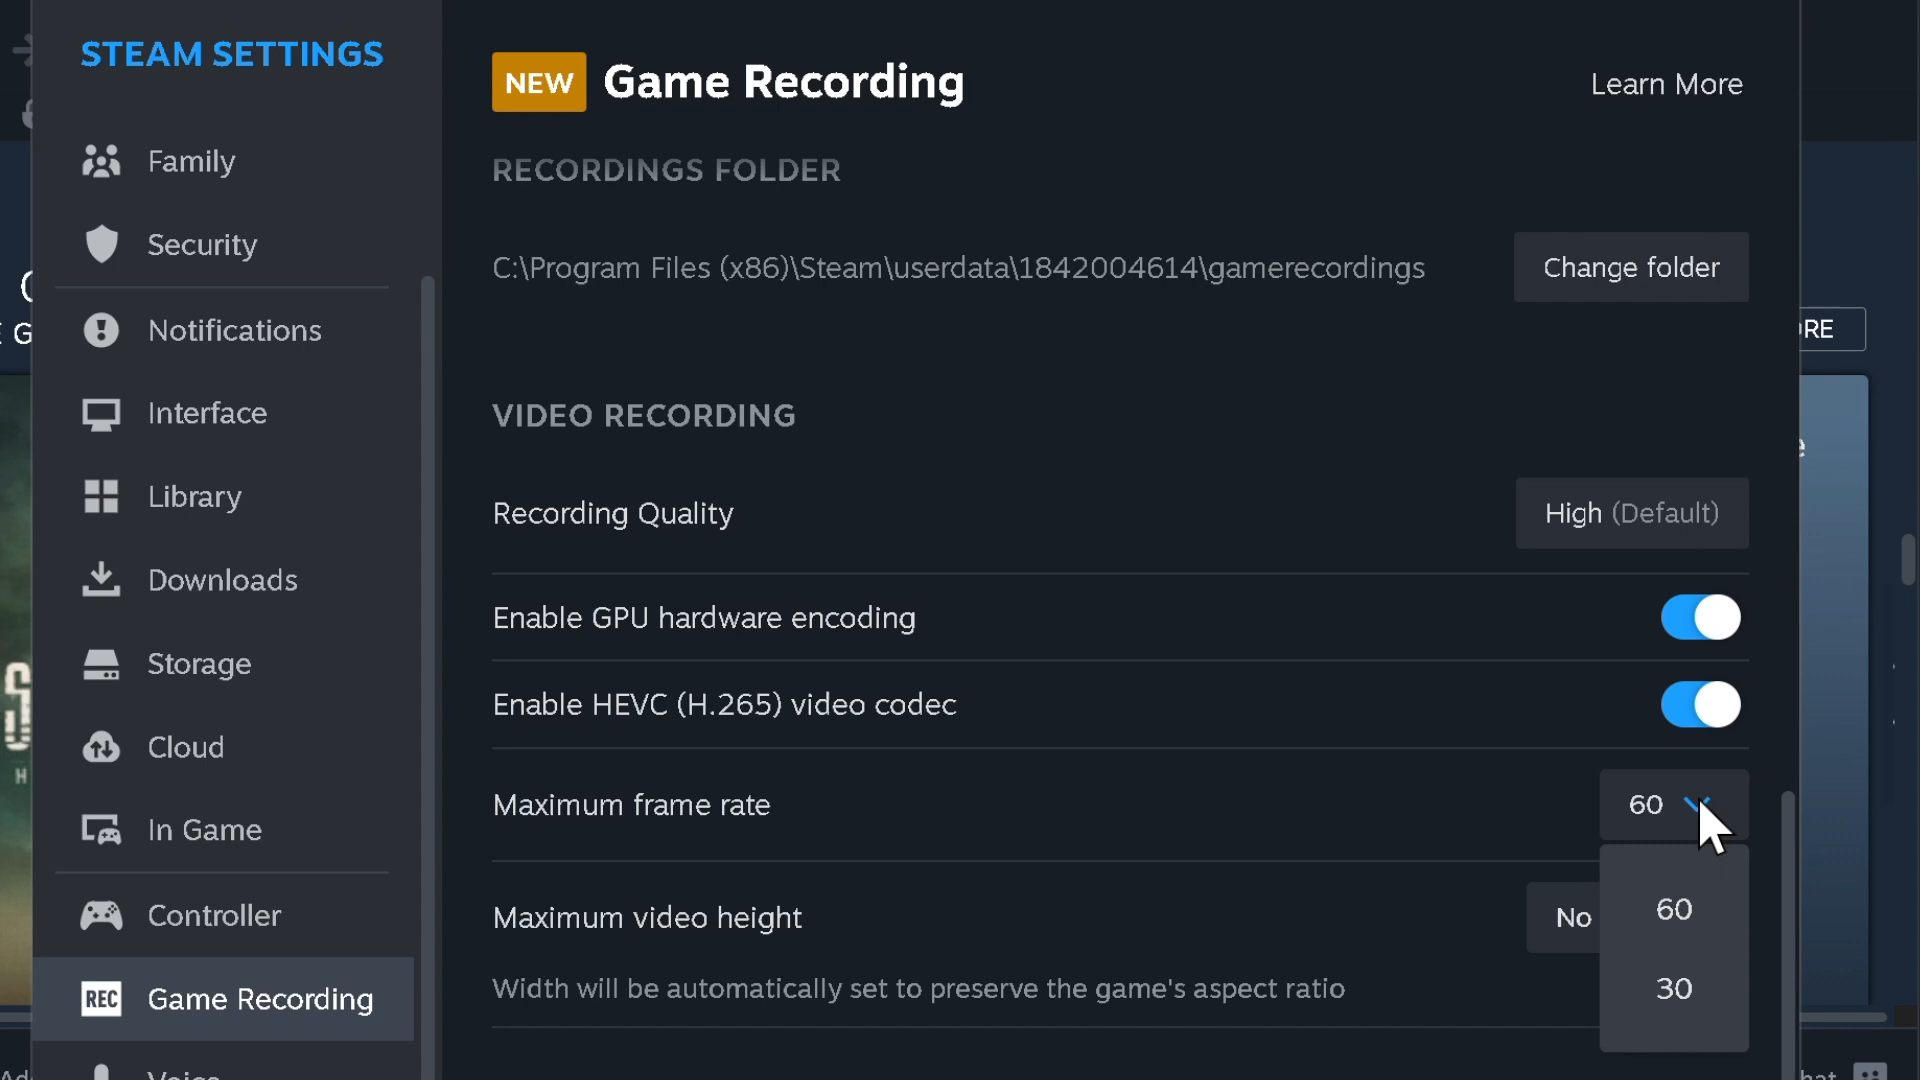 STEAM SETTINGS
Family
Security
Notifications
Interface
Library
Downloads
Storage
Cloud
In Game
Controller
REC Game Recording
NEW Game Recording
Learn More
RECORDINGS FOLDER
C:\Program Files (x86)\Steam\userdata\1842004614\gamerecordings
Change folder
VIDEO RECORDING
Recording Quality
High (Default)
Enable GPU hardware encoding
Enable HEVC (H.265) video codec
Maximum frame rate
60
60
30
Maximum video height
No
Width will be automatically set to preserve the game's aspect ratio